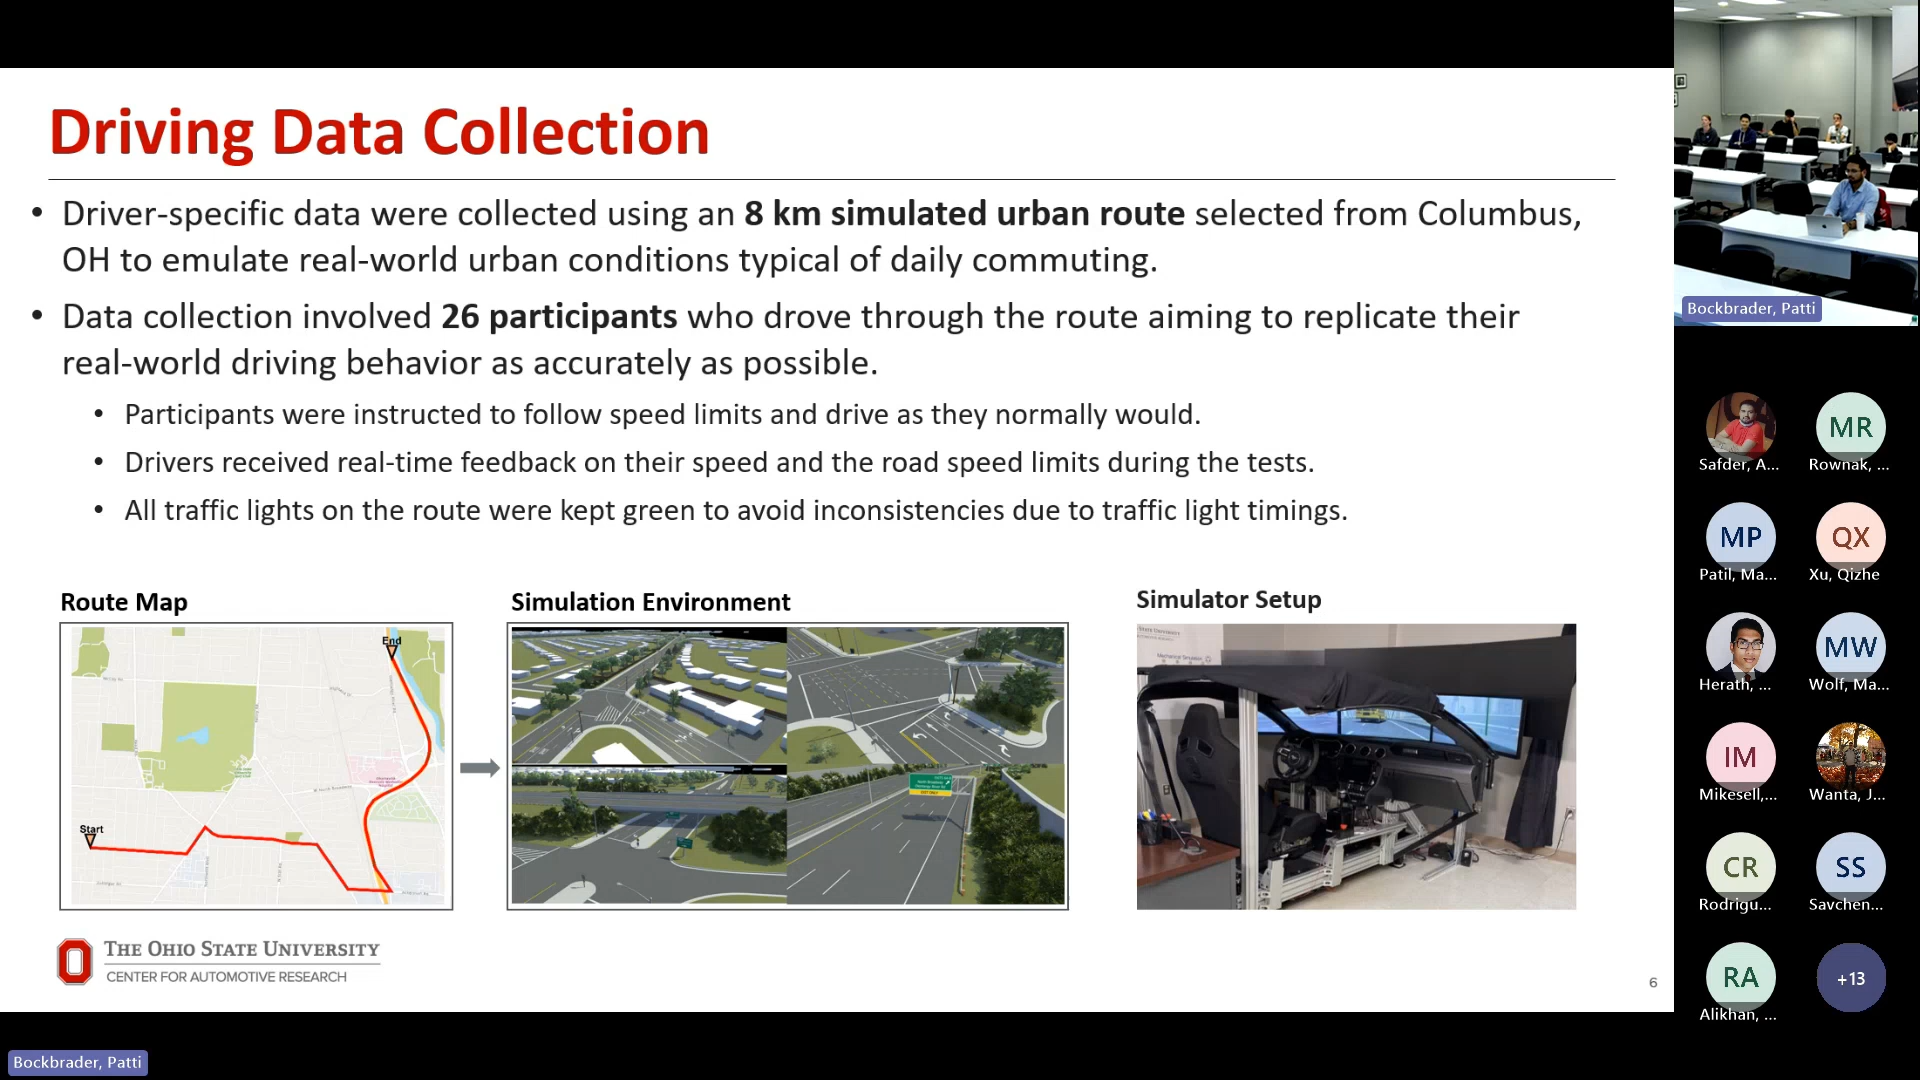 Driving Data Collection
• Driver-specific data were collected using an 8 km simulated urban route selected from Columbus,
OH to emulate real-world urban conditions typical of daily commuting.
• Data collection involved 26 participants who drove through the route aiming to replicate their
real-world driving behavior as accurately as possible.
• Participants were instructed to follow speed limits and drive as they normally would.
• Drivers received real-time feedback on their speed and the road speed limits during the tests.
• All traffic lights on the route were kept green to avoid inconsistencies due to traffic light timings.
Route Map
Simulation Environment
Simulator Setup
End
Start
THE OHIO STATE UNIVERSITY
CENTER FOR AUTOMOTIVE RESEARCH
6
Bockbrader, Patti
Bockbrader, Patti
Safder, A...
MR
Rownak, ...
MP
Patil, Ma...
QX
Xu, Qizhe
Herath, ...
MW
Wolf, Ma...
IM
Mikesell,...
Wanta, J...
CR
Rodrigu...
SS
Savchen...
RA
Alikhan, ...
+13